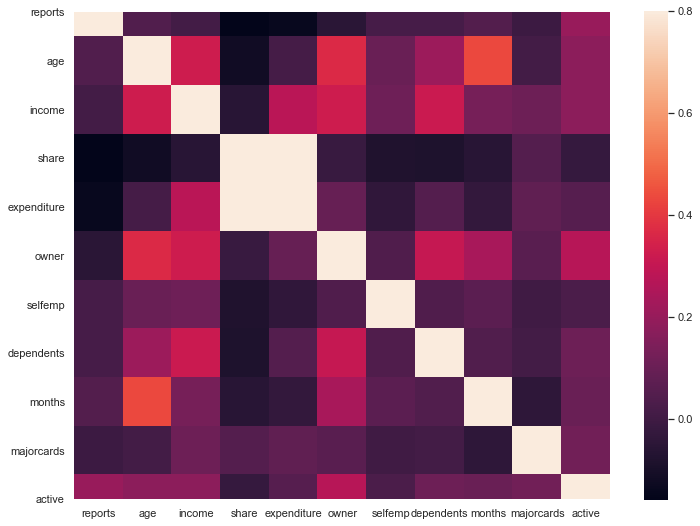 reports
age
income
share
expenditure
owner
selfemp
dependents
months
majorcards
active
reports age income share expenditure owner selfemp dependents months majorcards active
0.8
0.6
0.4
0.2
0.0